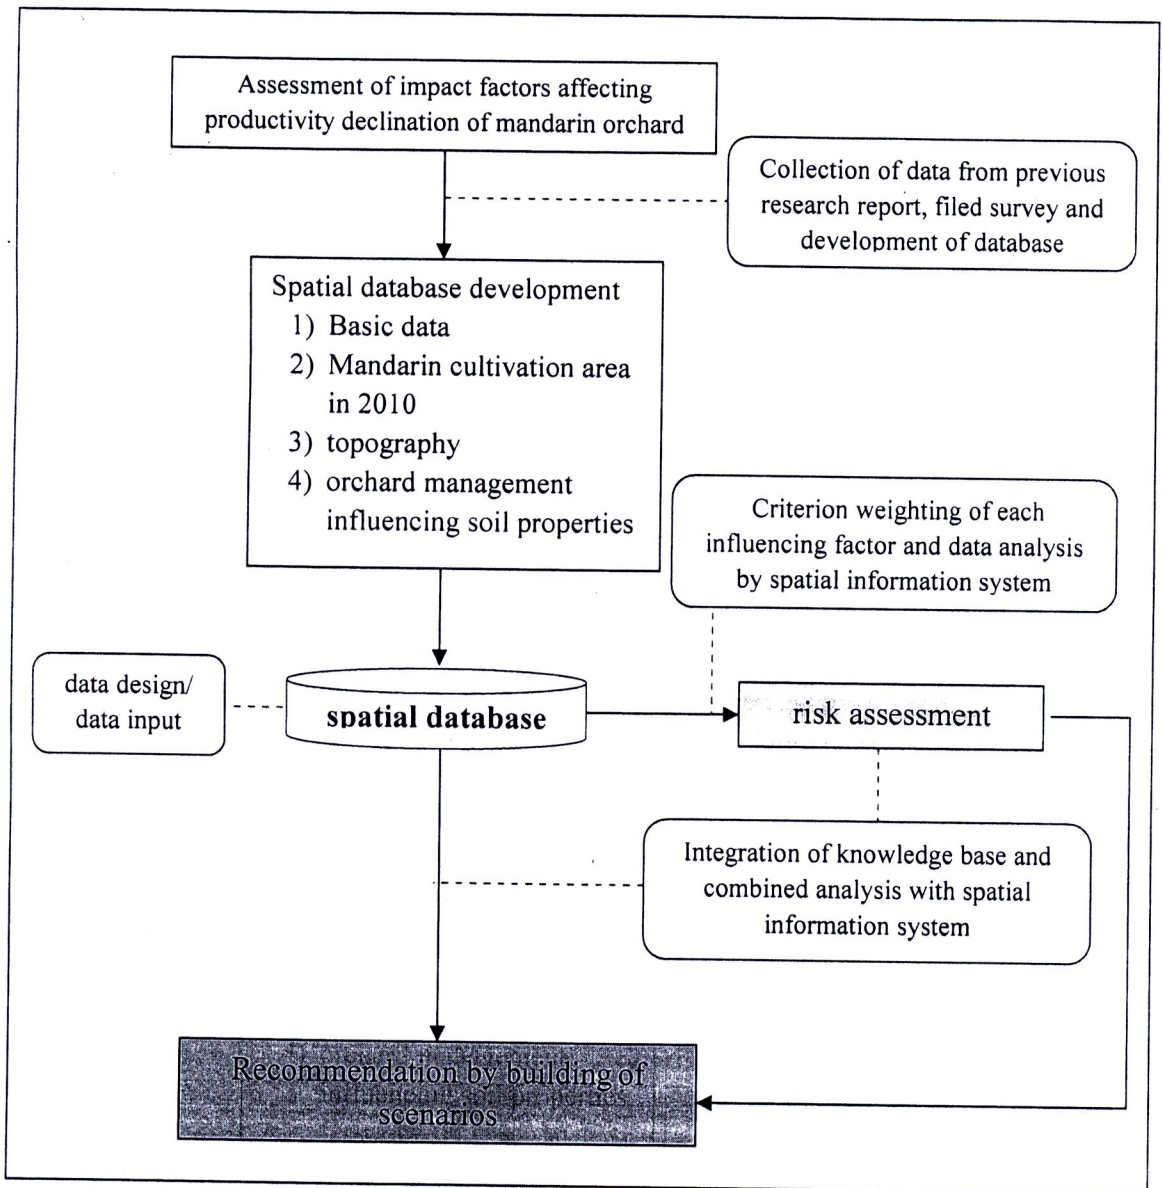 Assessment of impact factors affecting
productivity declination of mandarin orchard
Collection of data from previous
research report, filed survey and
development of database
Spatial database development
1) Basic data
2) Mandarin cultivation area
in 2010
3) topography
4) orchard management
influencing soil properties
Criterion weighting of each
influencing factor and data analysis
by spatial information system
data design/
data input
spatial database
risk assessment
Integration of knowledge base and
combined analysis with spatial
information system
Recommendation by building of
scenarios